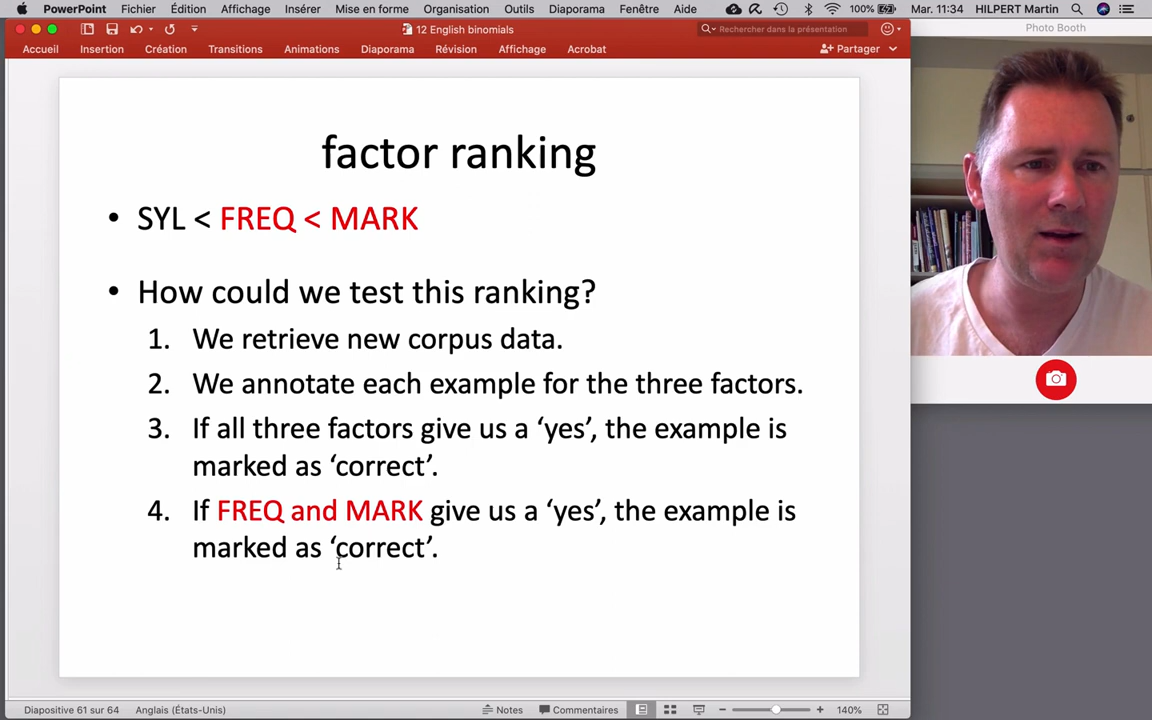 PowerPoint Fichier Édition Affichage Insérer Mise en forme Organisation Outils Diaporama Fenêtre Aide 100% Mar. 11:34 HILPERT Martin
12 English binomials
Rechercher dans la présentation
Photo Booth
Accueil Insertion Création Transitions Animations Diaporama Révision Affichage Acrobat Partager
factor ranking
• SYL < FREQ < MARK
• How could we test this ranking?
1. We retrieve new corpus data.
2. We annotate each example for the three factors.
3. If all three factors give us a ‘yes’, the example is
marked as ‘correct’.
4. If FREQ and MARK give us a ‘yes’, the example is
marked as ‘correct’.
Diapositive 61 sur 64 Anglais (États-Unis) Notes Commentaires 140%